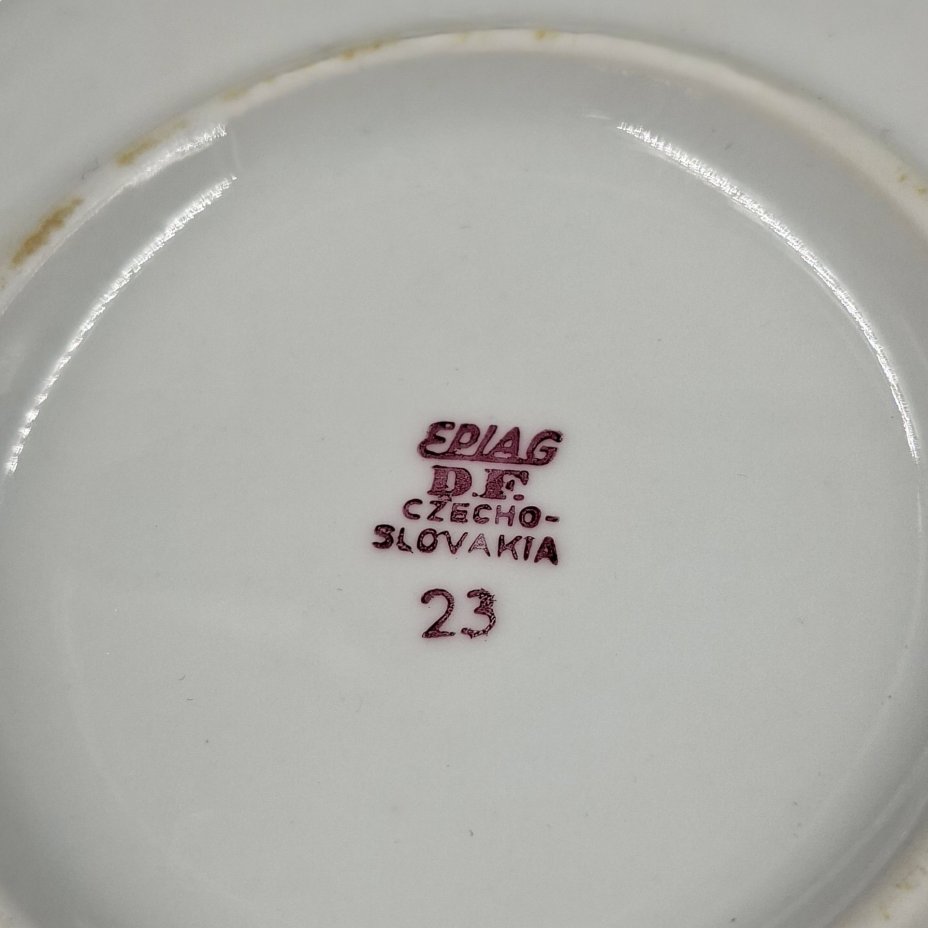 EPIAG
D.F.
CZECHO-
SLOVAKIA
23